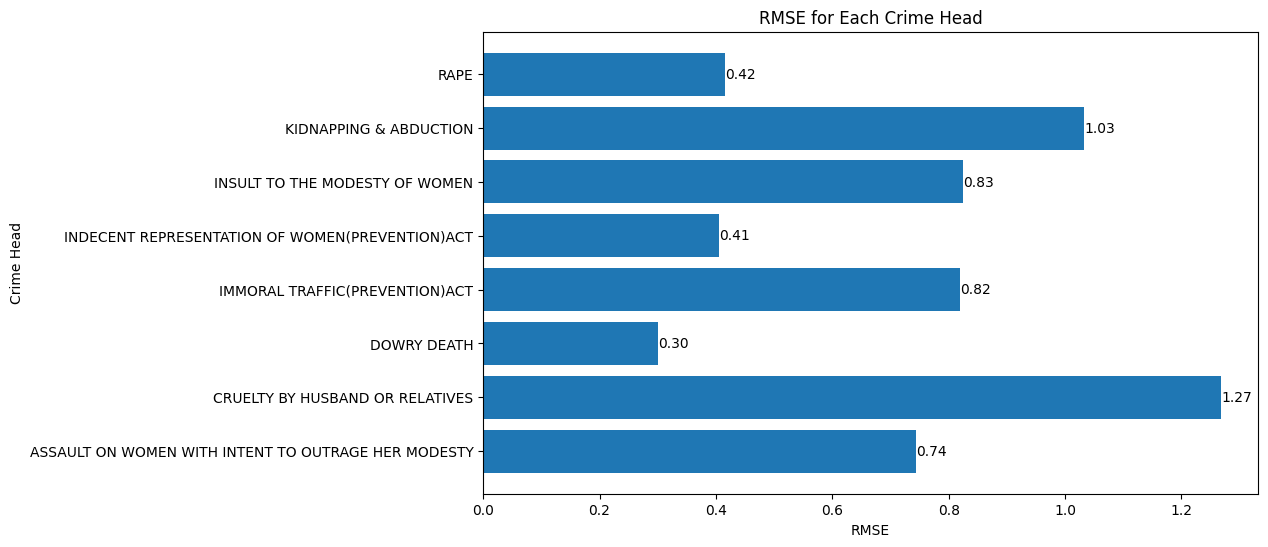 RMSE for Each Crime Head
RAPE
0.42
KIDNAPPING & ABDUCTION
1.03
INSULT TO THE MODESTY OF WOMEN
0.83
INDECENT REPRESENTATION OF WOMEN(PREVENTION)ACT
0.41
IMMORAL TRAFFIC(PREVENTION)ACT
0.82
DOWRY DEATH
0.30
CRUELTY BY HUSBAND OR RELATIVES
1.27
ASSAULT ON WOMEN WITH INTENT TO OUTRAGE HER MODESTY
0.74
Crime Head
0.0 0.2 0.4 0.6 0.8 1.0 1.2
RMSE